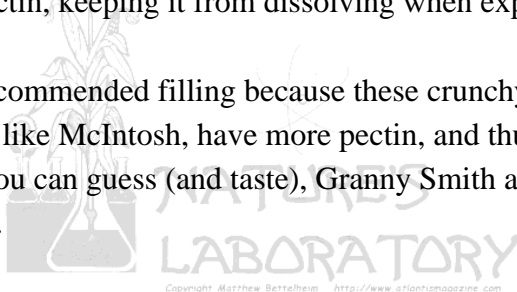 ctin, keeping it from dissolving when exp
commended filling because these crunchy
like McIntosh, have more pectin, and thu
ou can guess (and taste), Granny Smith a
NATURE'S
LABORATORY
Copyright Matthew Bettelheim http://www.atlantismagazine.com